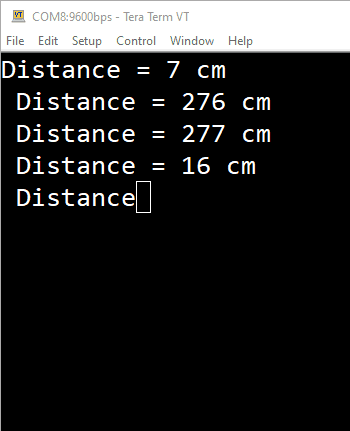 COM8:9600bps - Tera Term VT
File Edit Setup Control Window Help
Distance = 7 cm
Distance = 276 cm
Distance = 277 cm
Distance = 16 cm
Distance